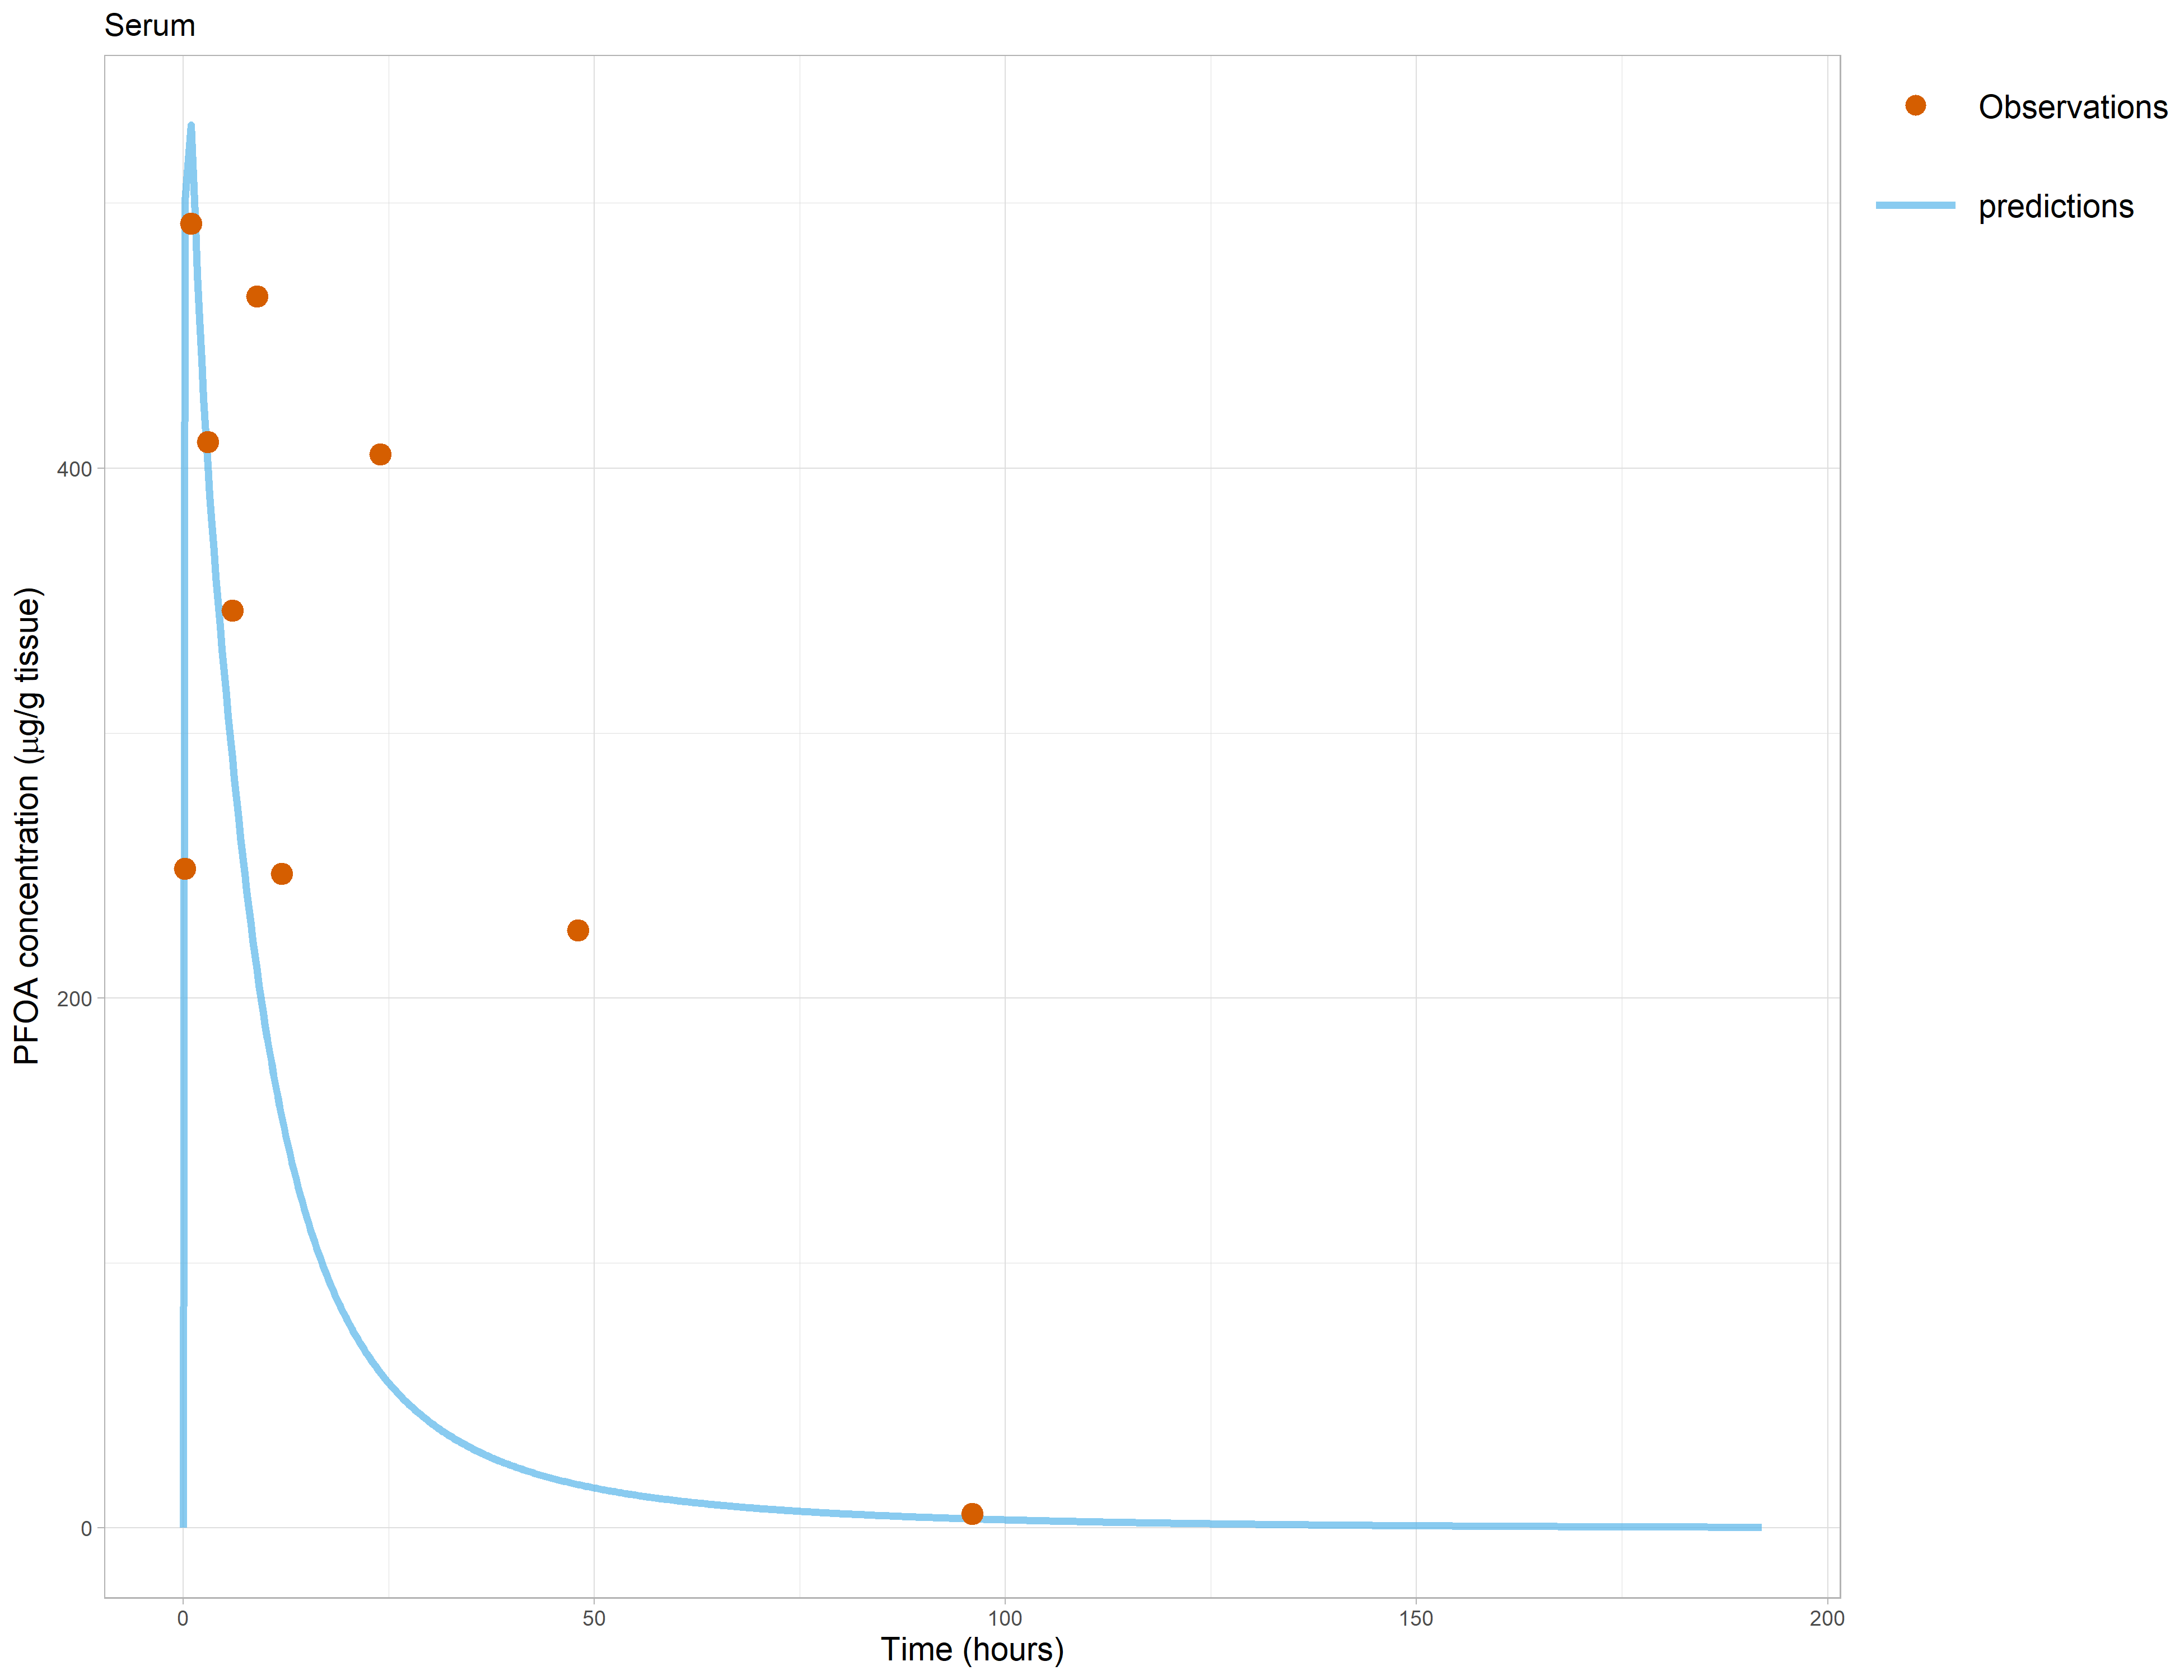 Serum
Observations
predictions
PFOA concentration (μg/g tissue)
400
200
0
0 50 100 150 200
Time (hours)